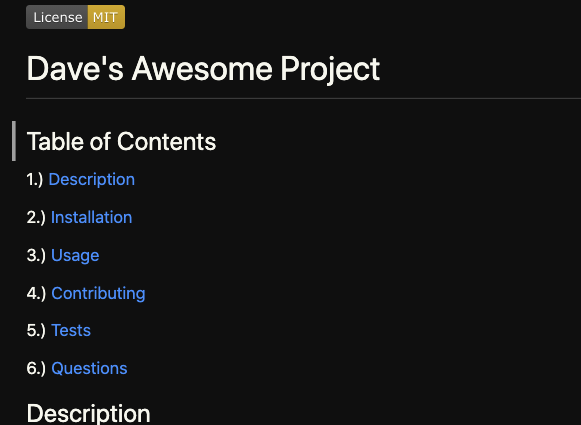 License MIT
Dave's Awesome Project
Table of Contents
1.) Description
2.) Installation
3.) Usage
4.) Contributing
5.) Tests
6.) Questions
Description